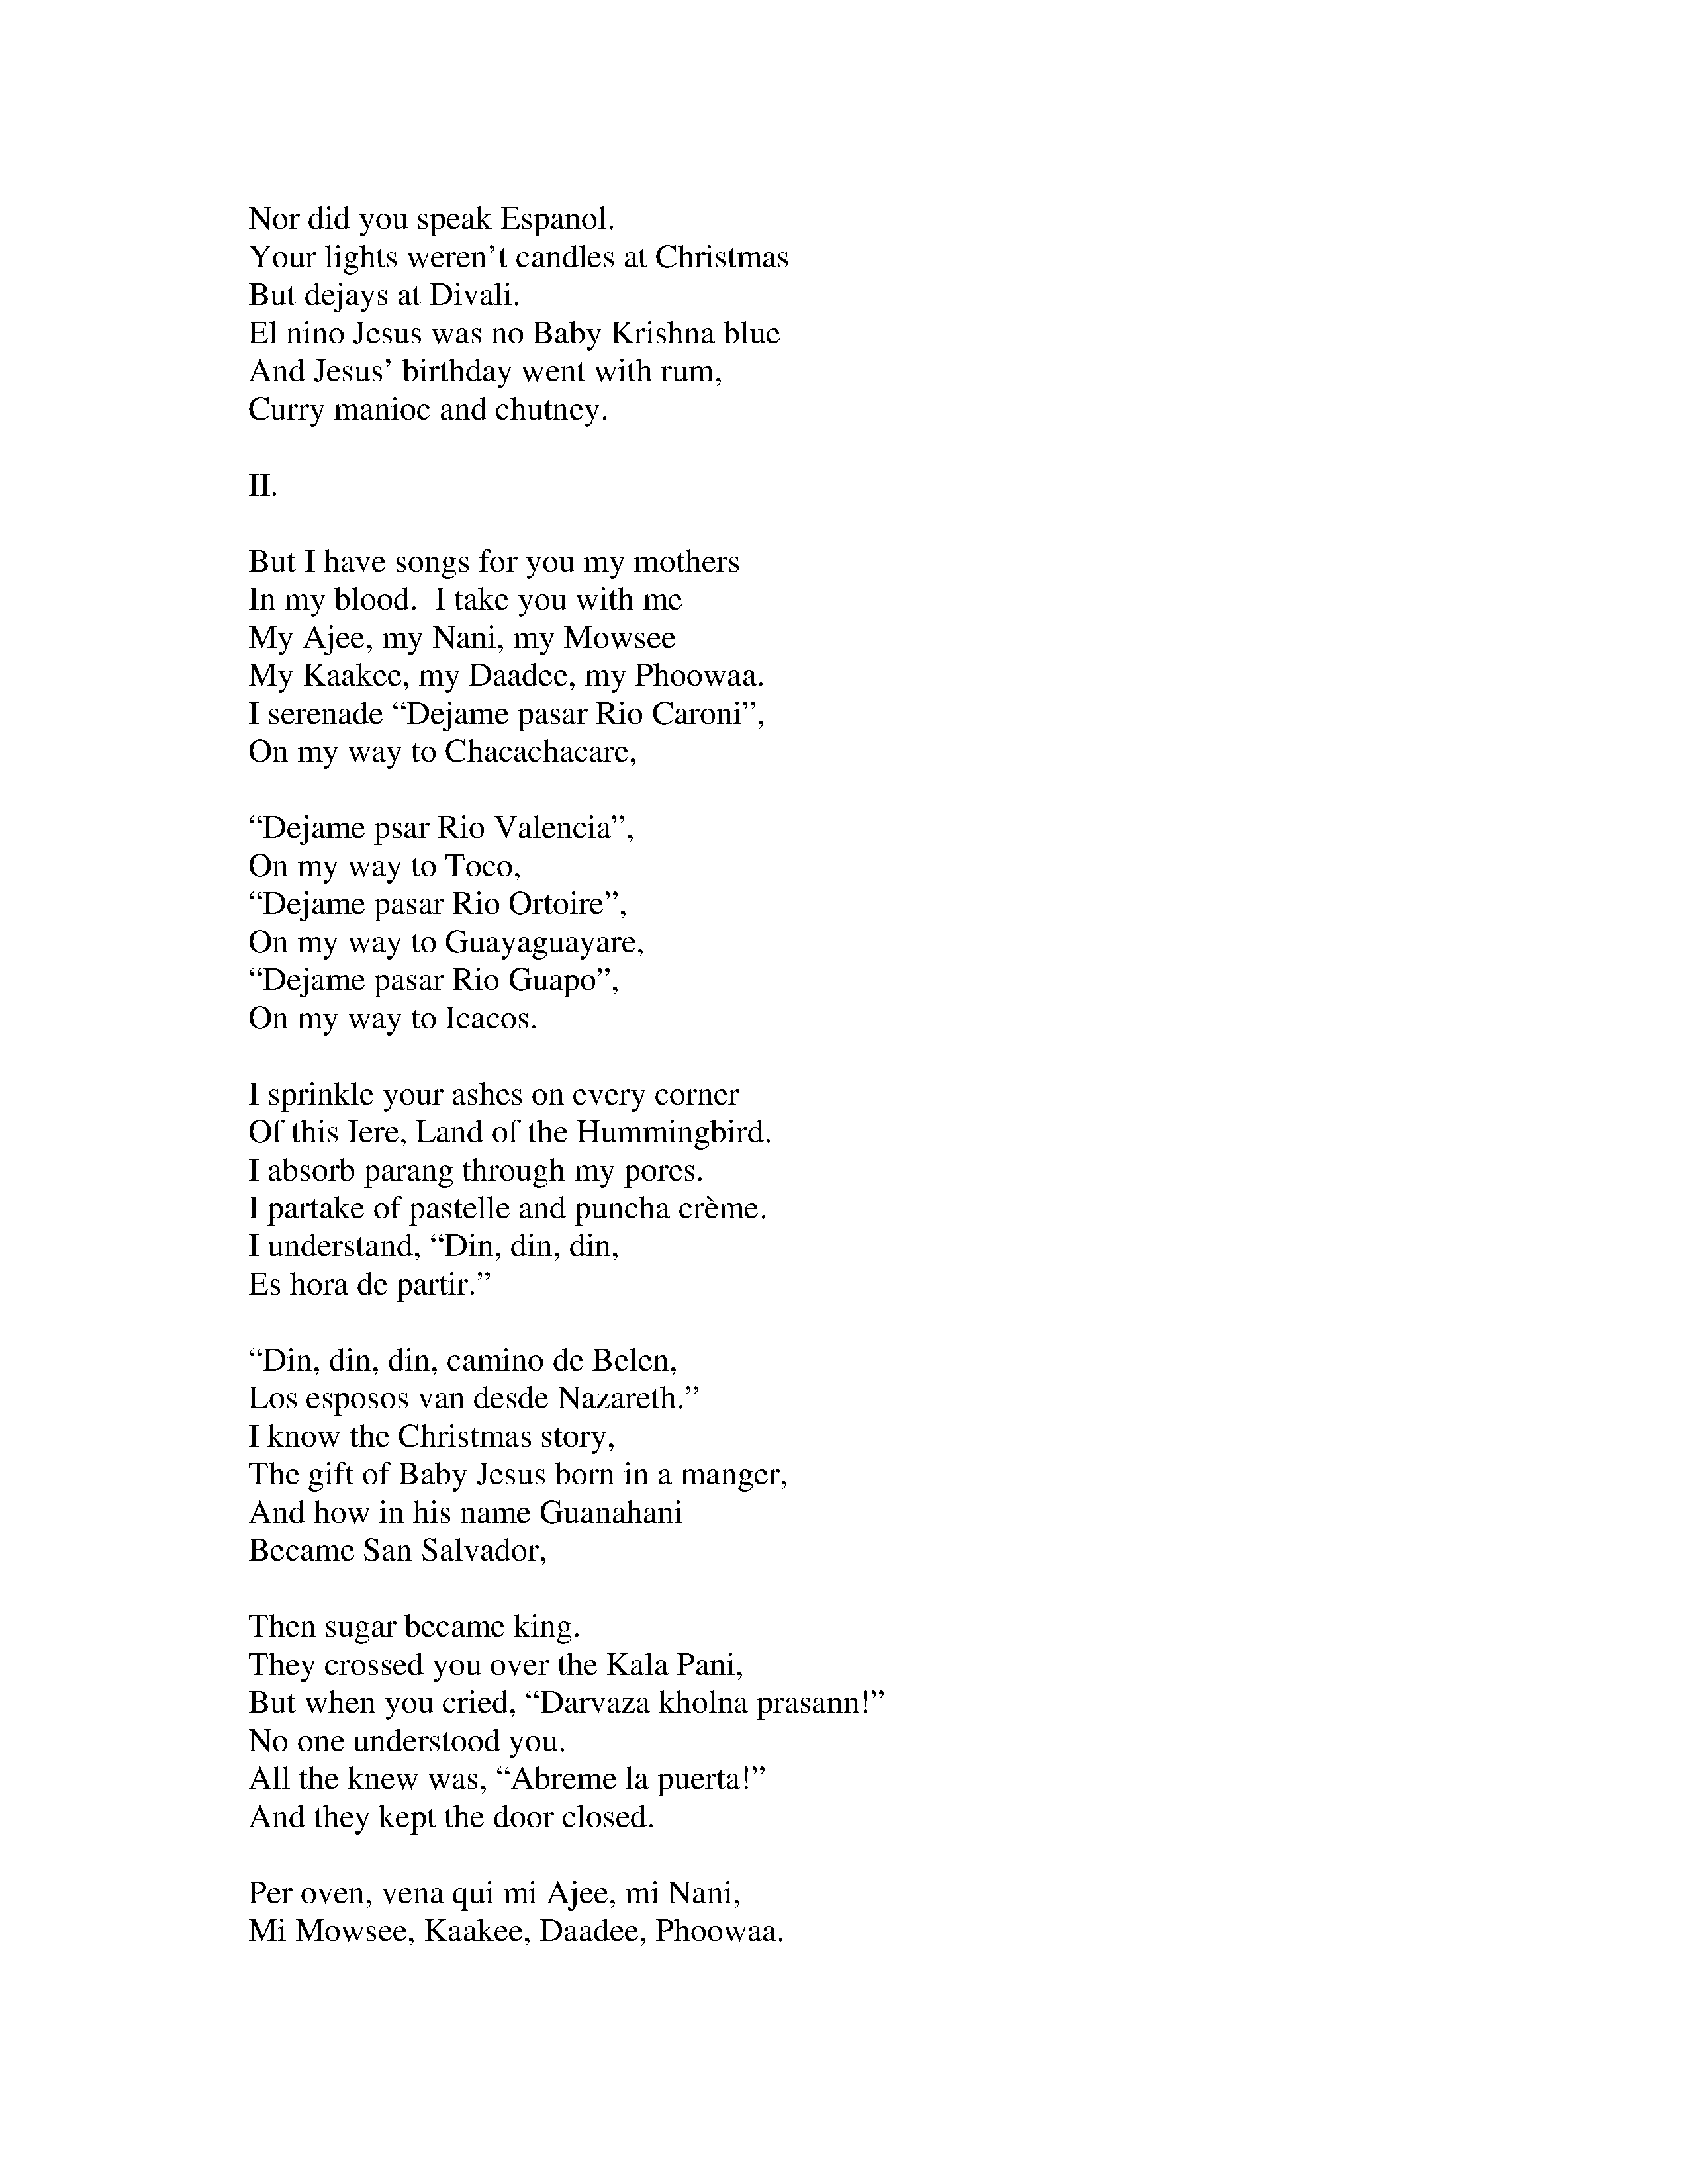 Nor did you speak Espanol.
Your lights weren’t candles at Christmas
But dejays at Divali.
El nino Jesus was no Baby Krishna blue
And Jesus’ birthday went with rum,
Curry manioc and chutney.

II.

But I have songs for you my mothers
In my blood.  I take you with me
My Ajee, my Nani, my Mowsee
My Kaakee, my Daadee, my Phoowaa.
I serenade “Dejame pasar Rio Caroni”,
On my way to Chacachacare,

“Dejame psar Rio Valencia”,
On my way to Toco,
“Dejame pasar Rio Ortoire”,
On my way to Guayaguayare,
“Dejame pasar Rio Guapo”,
On my way to Icacos.

I sprinkle your ashes on every corner
Of this Iere, Land of the Hummingbird.
I absorb parang through my pores.
I partake of pastelle and puncha crème.
I understand, “Din, din, din,
Es hora de partir.”

“Din, din, din, camino de Belen,
Los esposos van desde Nazareth.”
I know the Christmas story,
The gift of Baby Jesus born in a manger,
And how in his name Guanahani
Became San Salvador,

Then sugar became king.
They crossed you over the Kala Pani,
But when you cried, “Darvaza kholna prasann!”
No one understood you.
All the knew was, “Abreme la puerta!”
And they kept the door closed.

Per oven, vena qui mi Ajee, mi Nani,
Mi Mowsee, Kaakee, Daadee, Phoowaa.